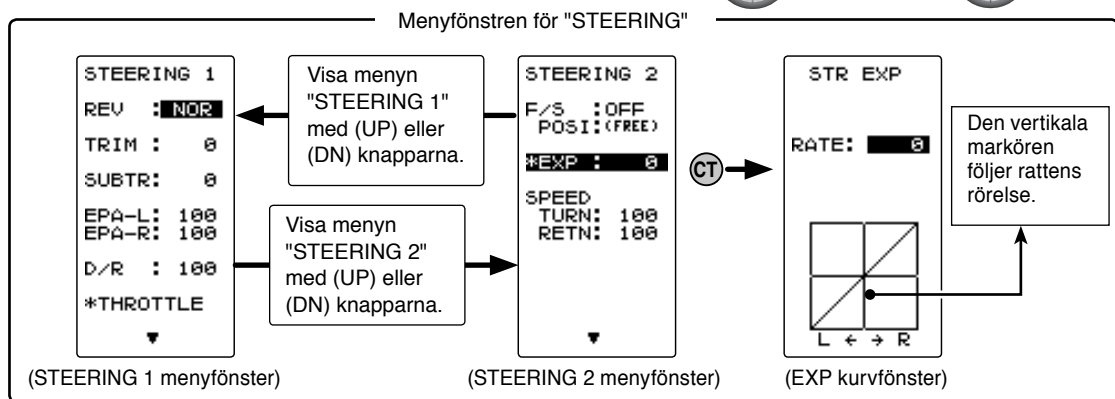 Menyfönstren för "STEERING"
STEERING 1
REV : NOR
TRIM : 0
SUBTR: 0
EPA-L: 100
EPA-R: 100
D/R : 100
*THROTTLE
▼
(STEERING 1 menyfönster)
Visa menyn
"STEERING 1"
med (UP) eller
(DN) knapparna.
Visa menyn
"STEERING 2"
med (UP) eller
(DN) knapparna.
STEERING 2
F/S :OFF
POSI:(FREE)
*EXP : 0
SPEED
TURN: 100
RETN: 100
▼
(STEERING 2 menyfönster)
CT
STR EXP
RATE: 0
L ← → R
(EXP kurvfönster)
Den vertikala
markören
följer rattens
rörelse.